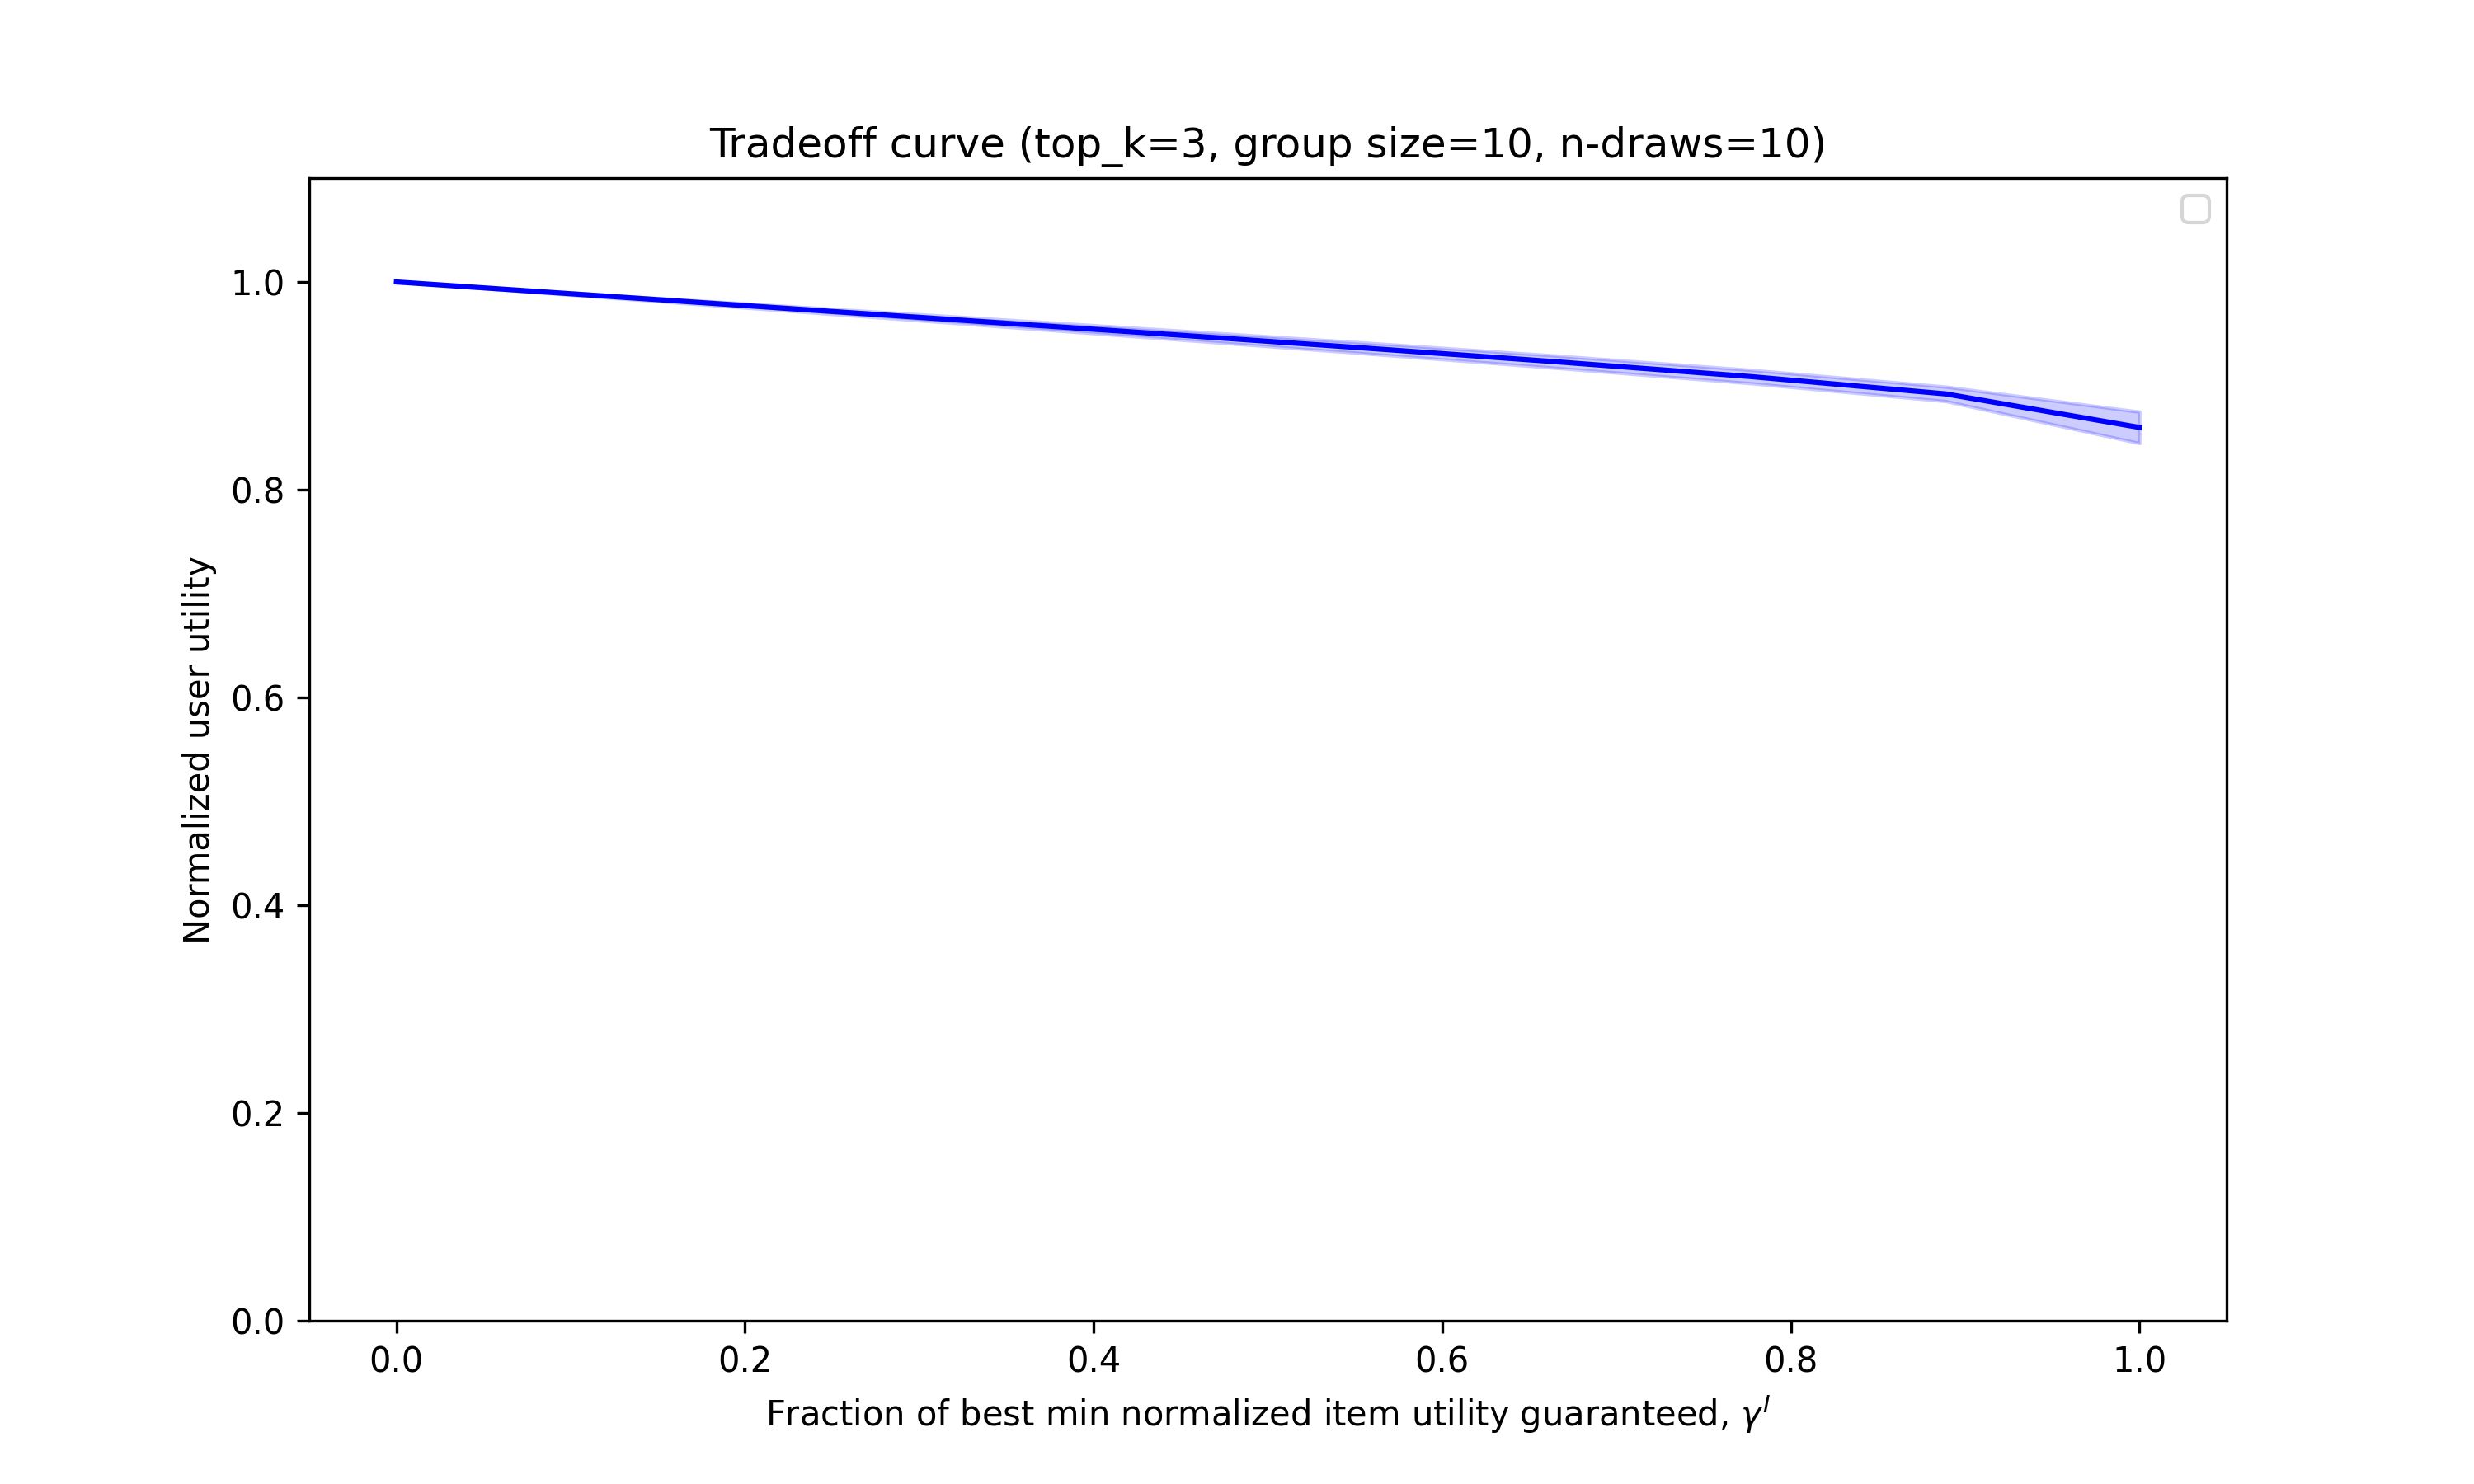 Tradeoff curve (top_k=3, group size=10, n-draws=10)
Normalized user utility
1.0
0.8
0.6
0.4
0.2
0.0
0.0 0.2 0.4 0.6 0.8 1.0
Fraction of best min normalized item utility guaranteed, γᴵ